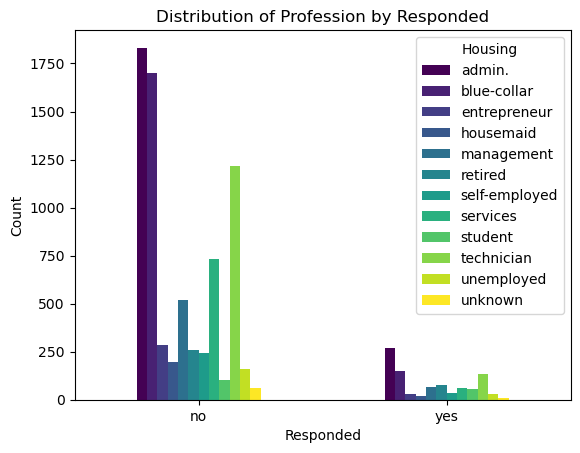 Distribution of Profession by Responded
Housing
admin.
blue-collar
entrepreneur
housemaid
management
retired
self-employed
services
student
technician
unemployed
unknown
Count
1750
1500
1250
1000
750
500
250
0
no
yes
Responded